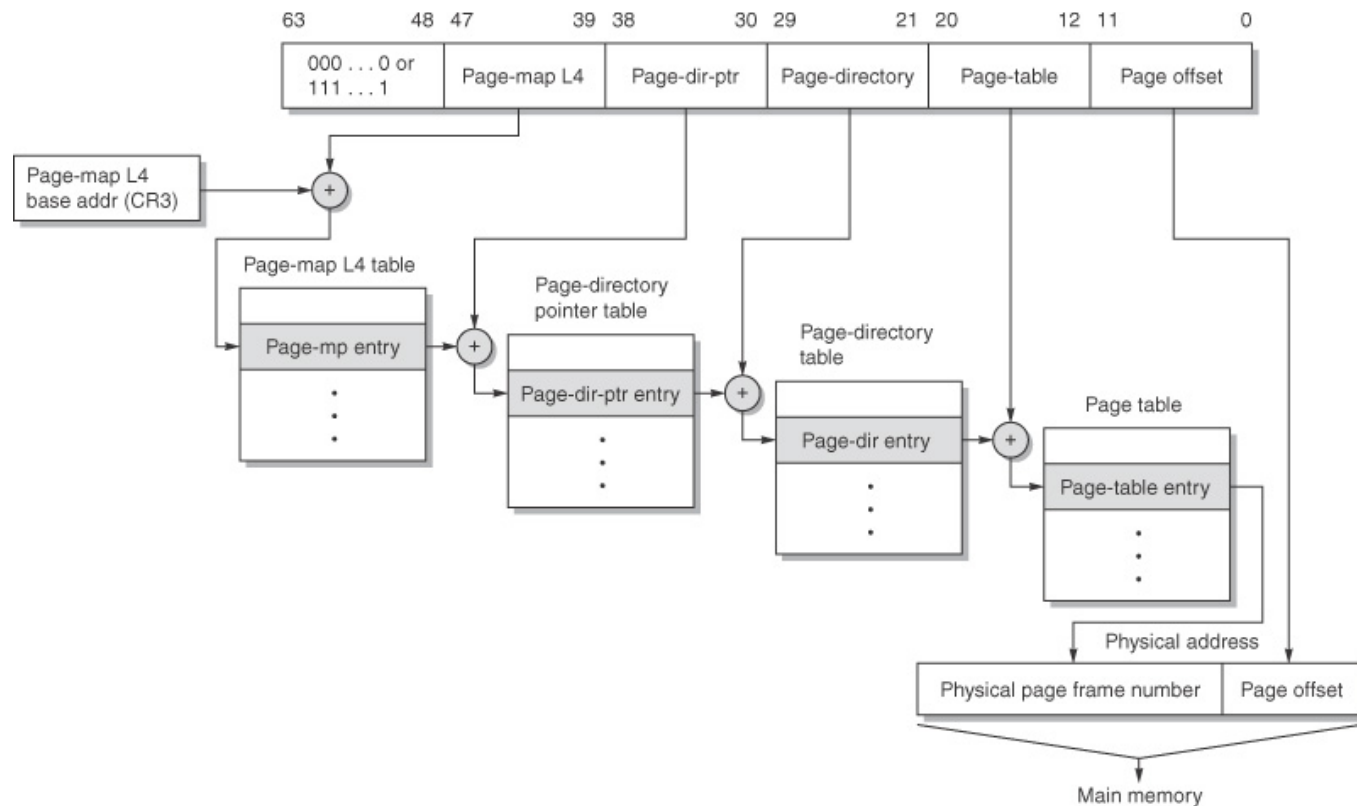 63 48 47 39 38 30 29 21 20 12 11 0
000 . . . 0 or
111 . . . 1
Page-map L4
Page-dir-ptr
Page-directory
Page-table
Page offset
Page-map L4
base addr (CR3)
+
Page-map L4 table
Page-mp entry
+
Page-directory
pointer table
Page-dir-ptr entry
+
Page-directory
table
Page-dir entry
+
Page table
Page-table entry
Physical address
Physical page frame number
Page offset
Main memory